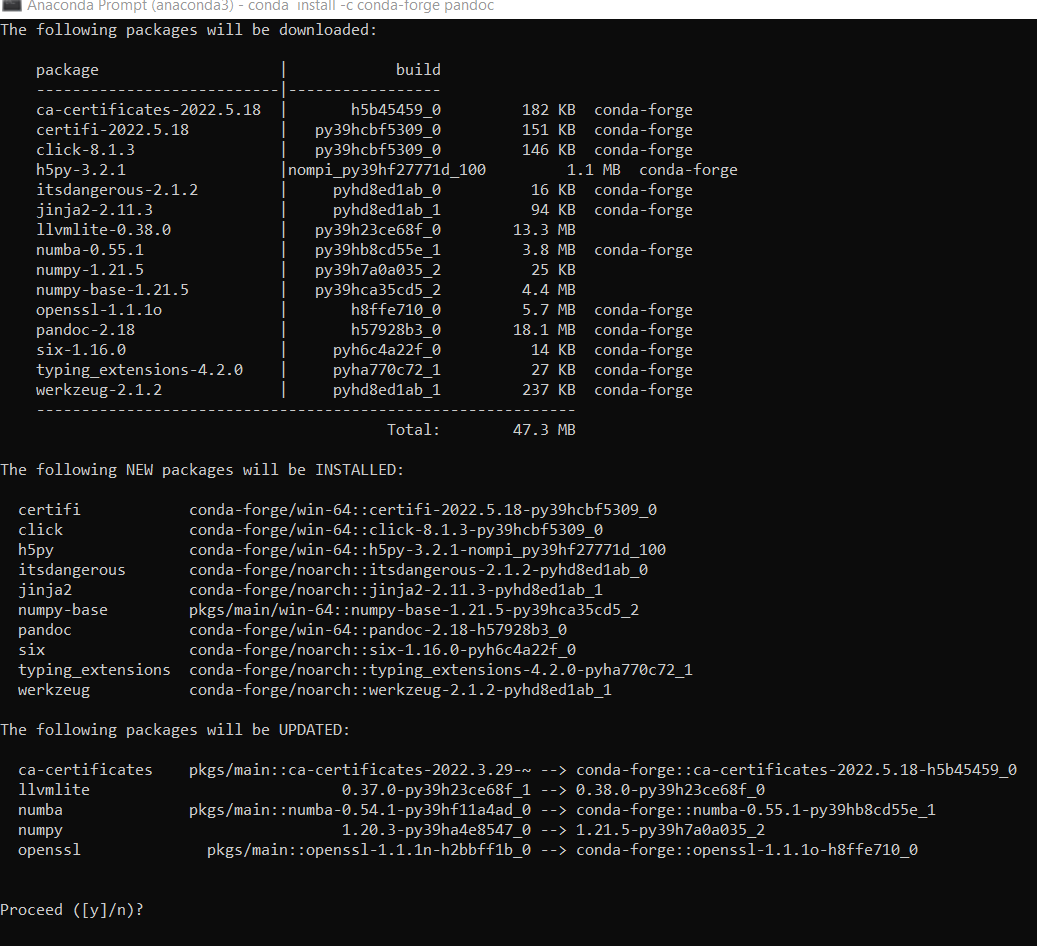 Anaconda Prompt (anaconda3) - conda  install -c conda-forge pandoc
The following packages will be downloaded:
    package                    |            build
    ---------------------------|-----------------
    ca-certificates-2022.5.18  |       h5b45459_0         182 KB  conda-forge
    certifi-2022.5.18          |   py39hcbf5309_0         151 KB  conda-forge
    click-8.1.3                |   py39hcbf5309_0         146 KB  conda-forge
    h5py-3.2.1                 |nompi_py39hf27771d_100         1.1 MB  conda-forge
    itsdangerous-2.1.2         |     pyhd8ed1ab_0          16 KB  conda-forge
    jinja2-2.11.3              |     pyhd8ed1ab_1          94 KB  conda-forge
    llvmlite-0.38.0            |   py39h23ce68f_0        13.3 MB
    numba-0.55.1               |   py39hb8cd55e_1         3.8 MB  conda-forge
    numpy-1.21.5               |   py39h7a0a035_2          25 KB
    numpy-base-1.21.5          |   py39hca35cd5_2         4.4 MB
    openssl-1.1.1o             |       h8ffe710_0         5.7 MB  conda-forge
    pandoc-2.18                |       h57928b3_0        18.1 MB  conda-forge
    six-1.16.0                 |     pyh6c4a22f_0          14 KB  conda-forge
    typing_extensions-4.2.0    |     pyha770c72_1          27 KB  conda-forge
    werkzeug-2.1.2             |     pyhd8ed1ab_1         237 KB  conda-forge
    ------------------------------------------------------------
                                           Total:        47.3 MB
The following NEW packages will be INSTALLED:
  certifi            conda-forge/win-64::certifi-2022.5.18-py39hcbf5309_0
  click              conda-forge/win-64::click-8.1.3-py39hcbf5309_0
  h5py               conda-forge/win-64::h5py-3.2.1-nompi_py39hf27771d_100
  itsdangerous       conda-forge/noarch::itsdangerous-2.1.2-pyhd8ed1ab_0
  jinja2             conda-forge/noarch::jinja2-2.11.3-pyhd8ed1ab_1
  numpy-base         pkgs/main/win-64::numpy-base-1.21.5-py39hca35cd5_2
  pandoc             conda-forge/win-64::pandoc-2.18-h57928b3_0
  six                conda-forge/noarch::six-1.16.0-pyh6c4a22f_0
  typing_extensions  conda-forge/noarch::typing_extensions-4.2.0-pyha770c72_1
  werkzeug           conda-forge/noarch::werkzeug-2.1.2-pyhd8ed1ab_1
The following packages will be UPDATED:
  ca-certificates    pkgs/main::ca-certificates-2022.3.29-~ --> conda-forge::ca-certificates-2022.5.18-h5b45459_0
  llvmlite                            0.37.0-py39h23ce68f_1 --> 0.38.0-py39h23ce68f_0
  numba              pkgs/main::numba-0.54.1-py39hf11a4ad_0 --> conda-forge::numba-0.55.1-py39hb8cd55e_1
  numpy                               1.20.3-py39ha4e8547_0 --> 1.21.5-py39h7a0a035_2
  openssl              pkgs/main::openssl-1.1.1n-h2bbff1b_0 --> conda-forge::openssl-1.1.1o-h8ffe710_0
Proceed ([y]/n)?